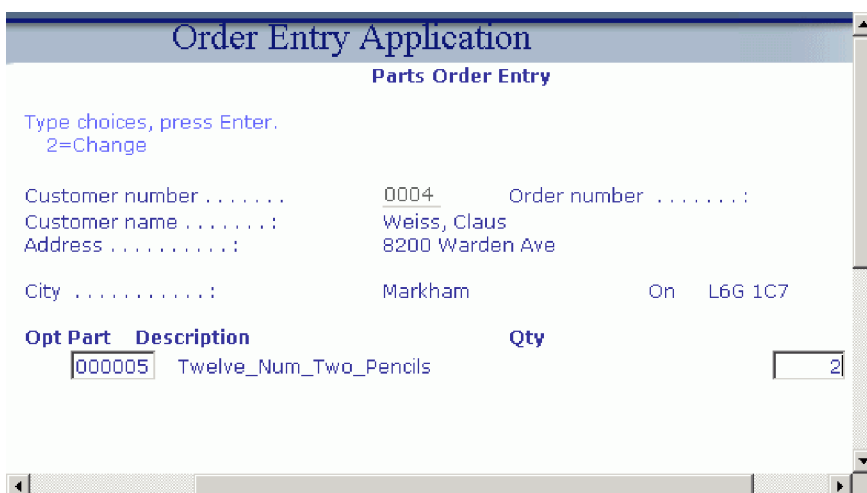 Order Entry Application
Parts Order Entry
Type choices, press Enter.
2=Change
Customer number . . . . . . . 0004 Order number . . . . . . . :
Customer name . . . . . . . : Weiss, Claus
Address . . . . . . . . . . : 8200 Warden Ave
City . . . . . . . . . . . : Markham On L6G 1C7
Opt Part Description Qty
000005 Twelve_Num_Two_Pencils 2